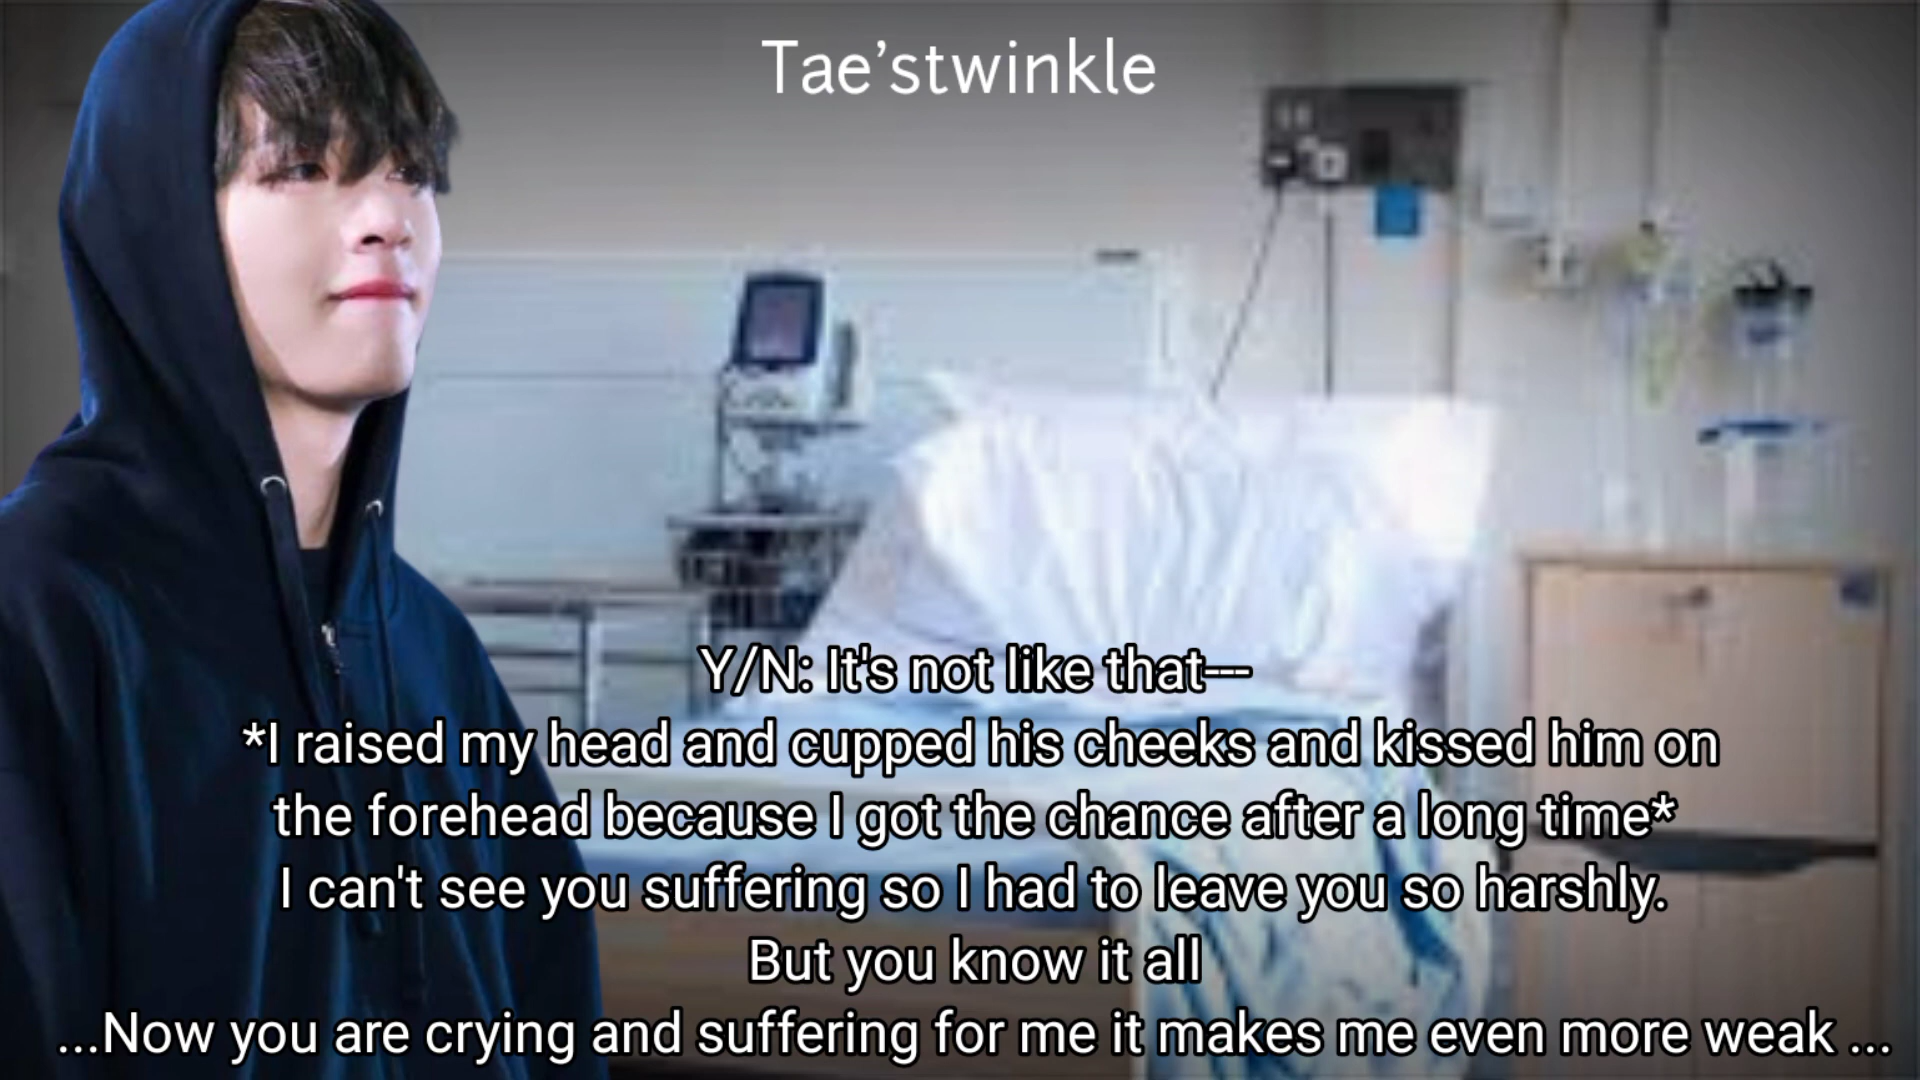 Tae’stwinkle
Y/N: It's not like that---
*I raised my head and cupped his cheeks and kissed him on
the forehead because I got the chance after a long time*
I can't see you suffering so I had to leave you so harshly.
But you know it all
...Now you are crying and suffering for me it makes me even more weak ...